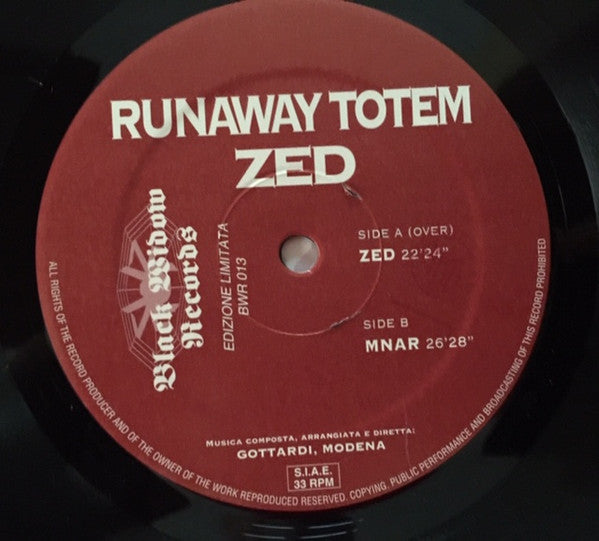 RUNAWAY TOTEM
ZED
Black Widow
Records
EDIZIONE LIMITATA
BWR 013
SIDE A (OVER)
ZED 22'24"
SIDE B
MNAR 26'28"
MUSICA COMPOSTA, ARRANGIATA E DIRETTA:
GOTTARDI, MODENA
S.I.A.E.
33 RPM
ALL RIGHTS OF THE RECORD PRODUCER AND OF THE OWNER OF THE WORK REPRODUCED RESERVED. COPYING, PUBLIC PERFORMANCE AND BROADCASTING OF THIS RECORD PROHIBITED